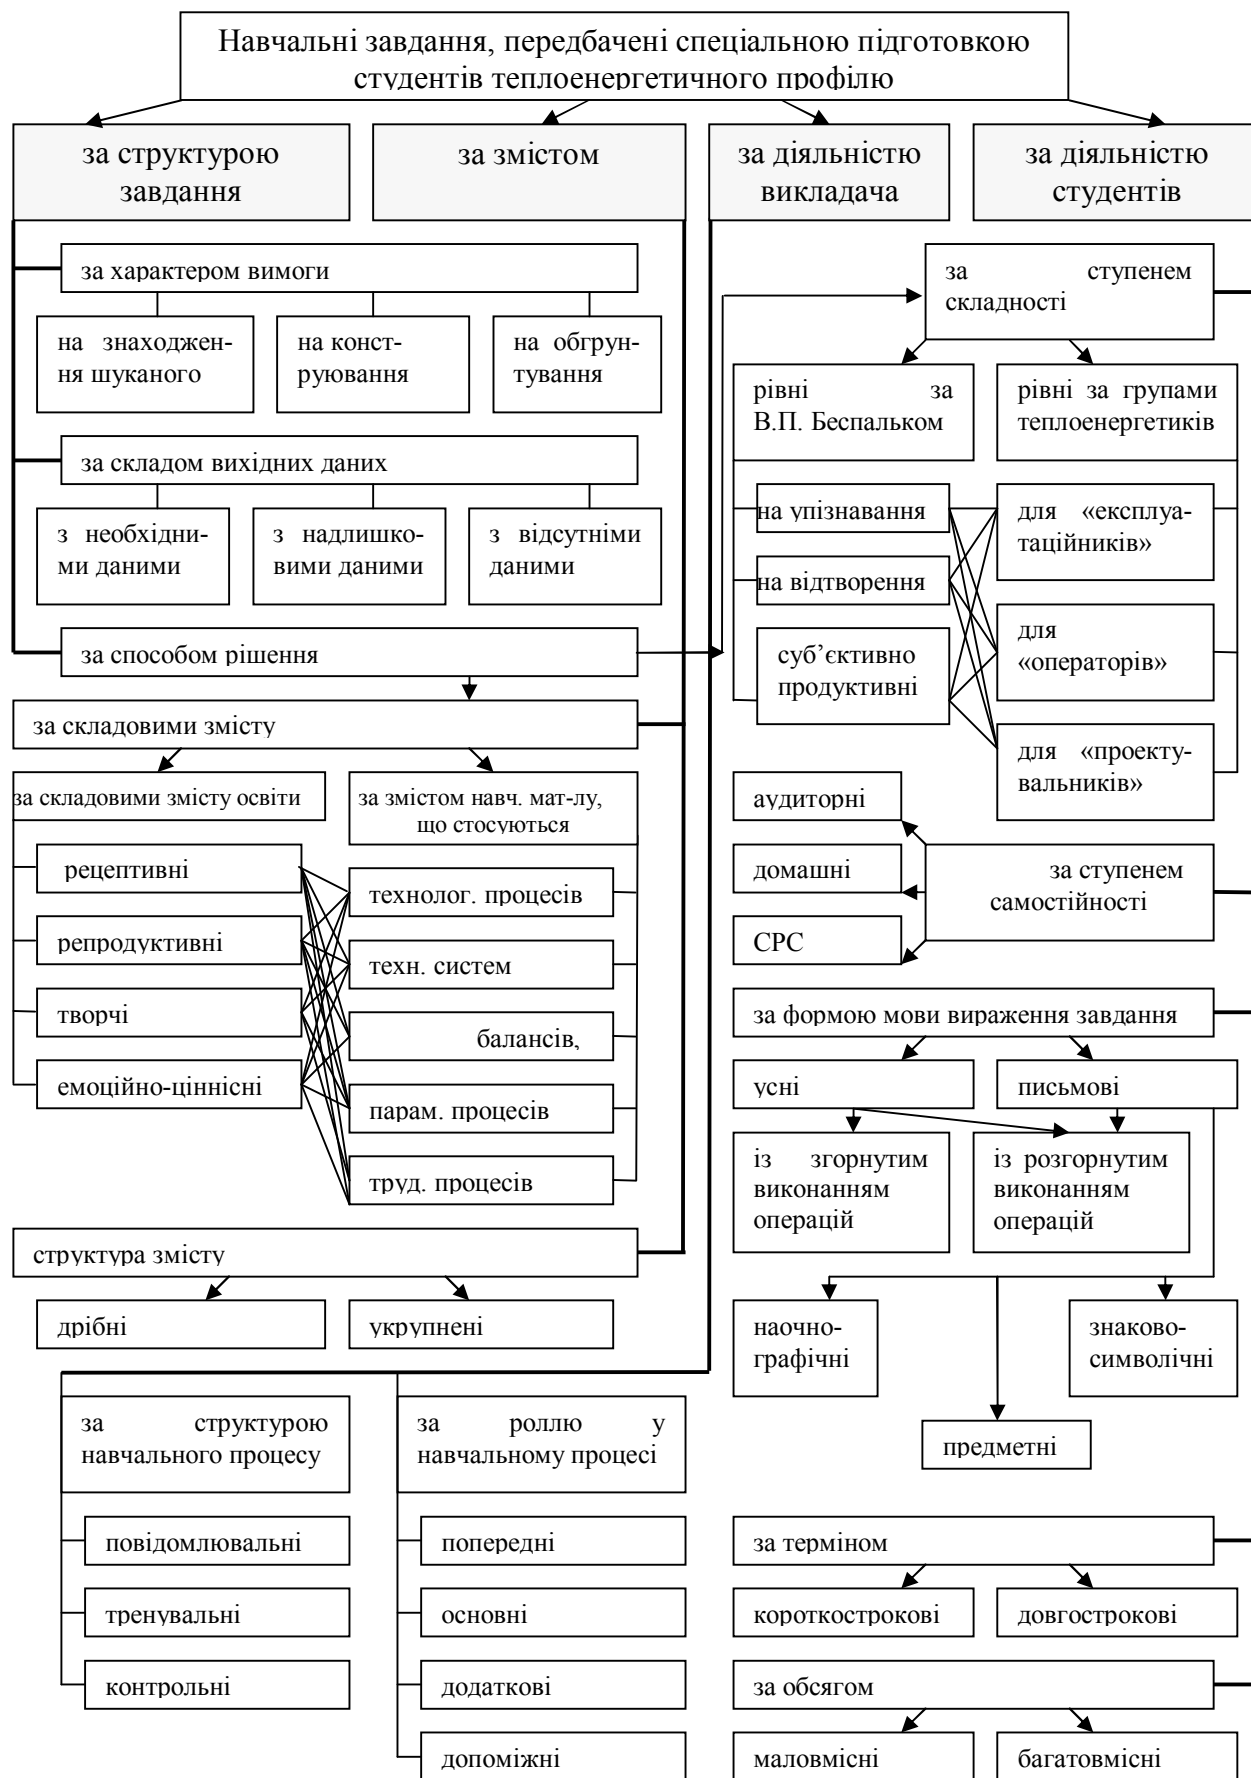 Навчальні завдання, передбачені спеціальною підготовкою
студентів теплоенергетичного профілю
за структурою
завдання
за змістом
за діяльністю
викладача
за діяльністю
студентів
за характером вимоги
на знаходжен-
ня шуканого
на конст-
руювання
на обгрун-
тування
за складом вихідних даних
з необхідни-
ми даними
з надлишко-
вими даними
з відсутніми
даними
за способом рішення
за складовими змісту
за складовими змісту освіти
за змістом навч. мат-лу,
що стосуються
рецептивні
репродуктивні
творчі
емоційно-ціннісні
технолог. процесів
техн. систем
балансів,
парам. процесів
труд. процесів
структура змісту
дрібні
укрупнені
за структурою
навчального процесу
повідомлювальні
тренувальні
контрольні
за роллю у
навчальному процесі
попередні
основні
додаткові
допоміжні
за ступенем
складності
рівні за
В.П. Беспальком
рівні за групами
теплоенергетиків
на упізнавання
на відтворення
суб’єктивно
продуктивні
для «експлуа-
таційників»
для
«операторів»
для «проекту-
вальників»
аудиторні
домашні
СРС
за ступенем
самостійності
за формою мови вираження завдання
усні
письмові
із згорнутим
виконанням
операцій
із розгорнутим
виконанням
операцій
наочно-
графічні
знаково-
символічні
предметні
за терміном
короткострокові
довгострокові
за обсягом
маловмісні
багатовмісні